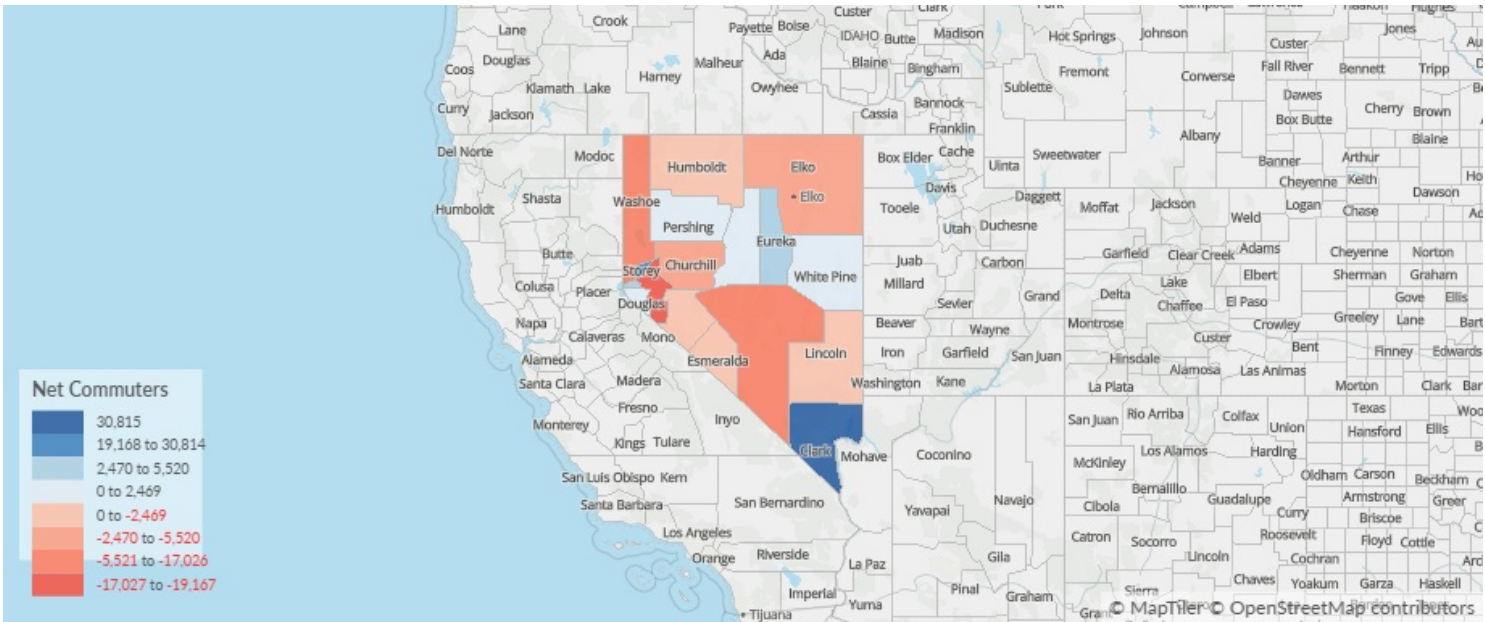 Crook
Lane
Douglas
Coos
Klamath
Lake
Harney
Malheur
Curry
Jackson
Payette
Boise
Custer
Clark
IDAHO
Butte
Madison
Ada
Blaine
Bingham
Owyhee
Bannock
Cassia
Franklin
Hot Springs
Johnson
Fremont
Sublette
Converse
Custer
Fall River
Jones
Bennett
Tripp
Dawes
Box Butte
Cherry
Brown
Albany
Blaine
Del Norte
Modoc
Humboldt
Elko
Elko
Box Elder
Cache
Uinta
Sweetwater
Banner
Arthur
Cheyenne
Keith
Dawson
Humboldt
Shasta
Washoe
Pershing
Eureka
Tooele
Davis
Utah
Duchesne
Daggett
Moffat
Jackson
Weld
Logan
Chase
Butte
Storey
Churchill
White Pine
Juab
Millard
Carbon
Garfield
Clear Creek
Adams
Cheyenne
Norton
Elbert
Sherman
Graham
Colusa
Placer
Douglas
Sevier
Grand
Delta
Lake
Chaffee
El Paso
Gove
Ellis
Napa
Calaveras
Mono
Beaver
Wayne
Montrose
Custer
Crowley
Greeley
Lane
Alameda
Esmeralda
Lincoln
Iron
Garfield
San Juan
Hinsdale
Bent
Finney
Edwards
Santa Clara
Madera
Washington
Kane
Alamosa
Las Animas
La Plata
Morton
Clark
Fresno
Monterey
Inyo
San Juan
Rio Arriba
Colfax
Union
Texas
Kings
Tulare
Clark
Mohave
Coconino
Hansford
Ellis
McKinley
Los Alamos
Harding
San Luis Obispo
Kern
Oldham
Carson
Beckham
Santa Barbara
San Bernardino
Yavapai
Navajo
Cibola
Bernalillo
Guadalupe
Armstrong
Greer
Curry
Briscoe
Los Angeles
Catron
Socorro
Roosevelt
Floyd
Cottle
Orange
Riverside
La Paz
Gila
Lincoln
Cochran
Imperial
Pinal
Graham
Sierra
Chaves
Yoakum
Garza
Haskell
Yuma
Tijuana
Net Commuters
30,815
19,168 to 30,814
2,470 to 5,520
0 to 2,469
0 to -2,469
-2,470 to -5,520
-5,521 to -17,026
-17,027 to -19,167
© MapTiler © OpenStreetMap contributors